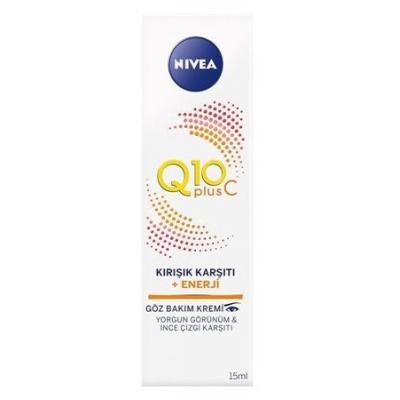 NIVEA
Q10
plus C
KIRIŞIK KARŞITI
+ ENERJİ
GÖZ BAKIM KREMİ
YORGUN GÖRÜNÜM &
İNCE ÇİZGİ KARŞITI
15ml